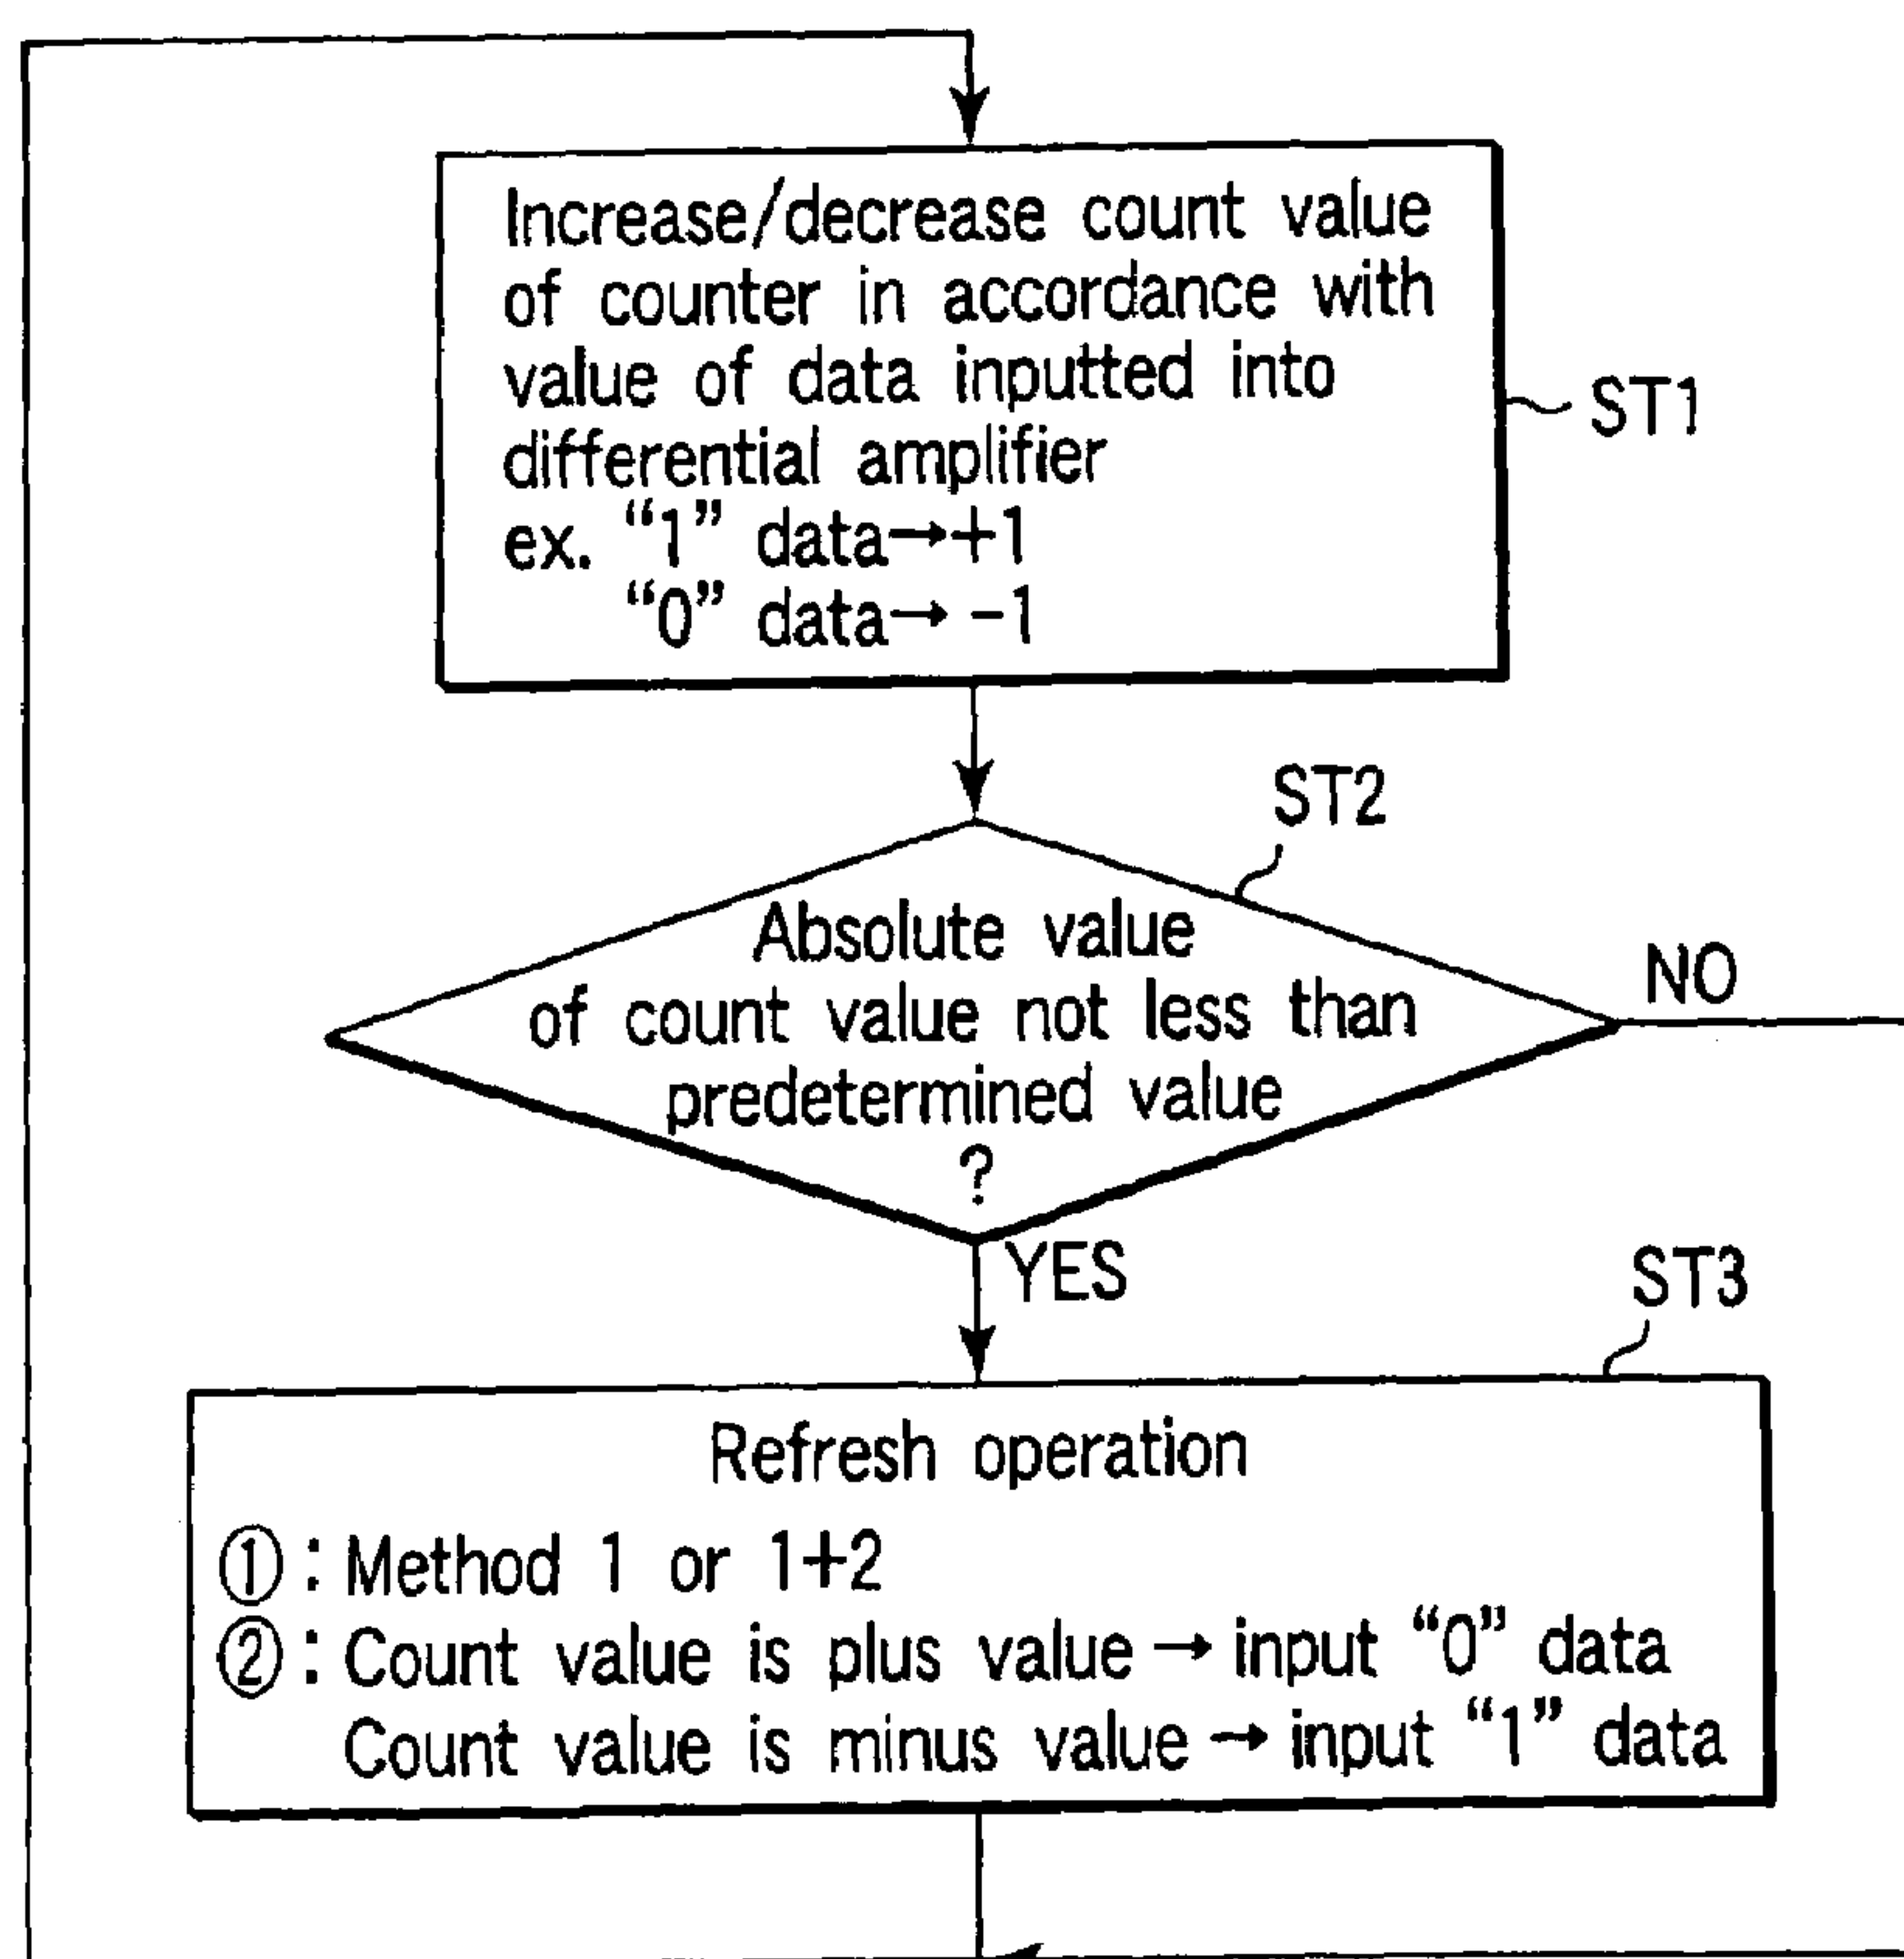 Increase/decrease count value
of counter in accordance with
value of data inputted into
differential amplifier
ex. “1” data→+1
“0” data→ -1
ST1
ST2
Absolute value
of count value not less than
predetermined value
?
NO
YES
ST3
Refresh operation
①: Method 1 or 1+2
②: Count value is plus value → input “0” data
Count value is minus value → input “1” data